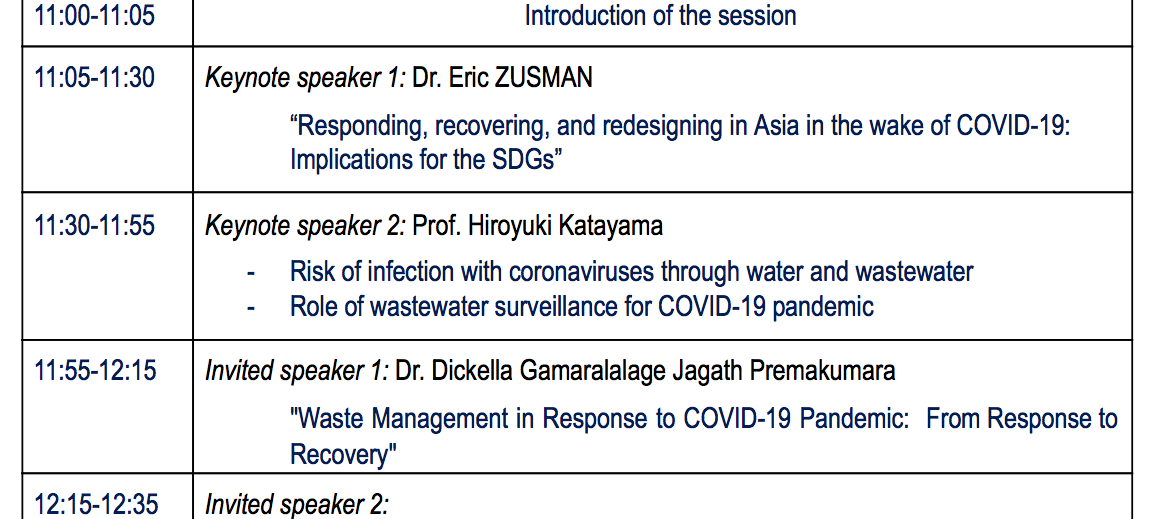 11:00-11:05 Introduction of the session
11:05-11:30 Keynote speaker 1: Dr. Eric ZUSMAN
“Responding, recovering, and redesigning in Asia in the wake of COVID-19:
Implications for the SDGs”
11:30-11:55 Keynote speaker 2: Prof. Hiroyuki Katayama
- Risk of infection with coronaviruses through water and wastewater
- Role of wastewater surveillance for COVID-19 pandemic
11:55-12:15 Invited speaker 1: Dr. Dickella Gamaralalage Jagath Premakumara
"Waste Management in Response to COVID-19 Pandemic:  From Response to
Recovery"
12:15-12:35 Invited speaker 2: